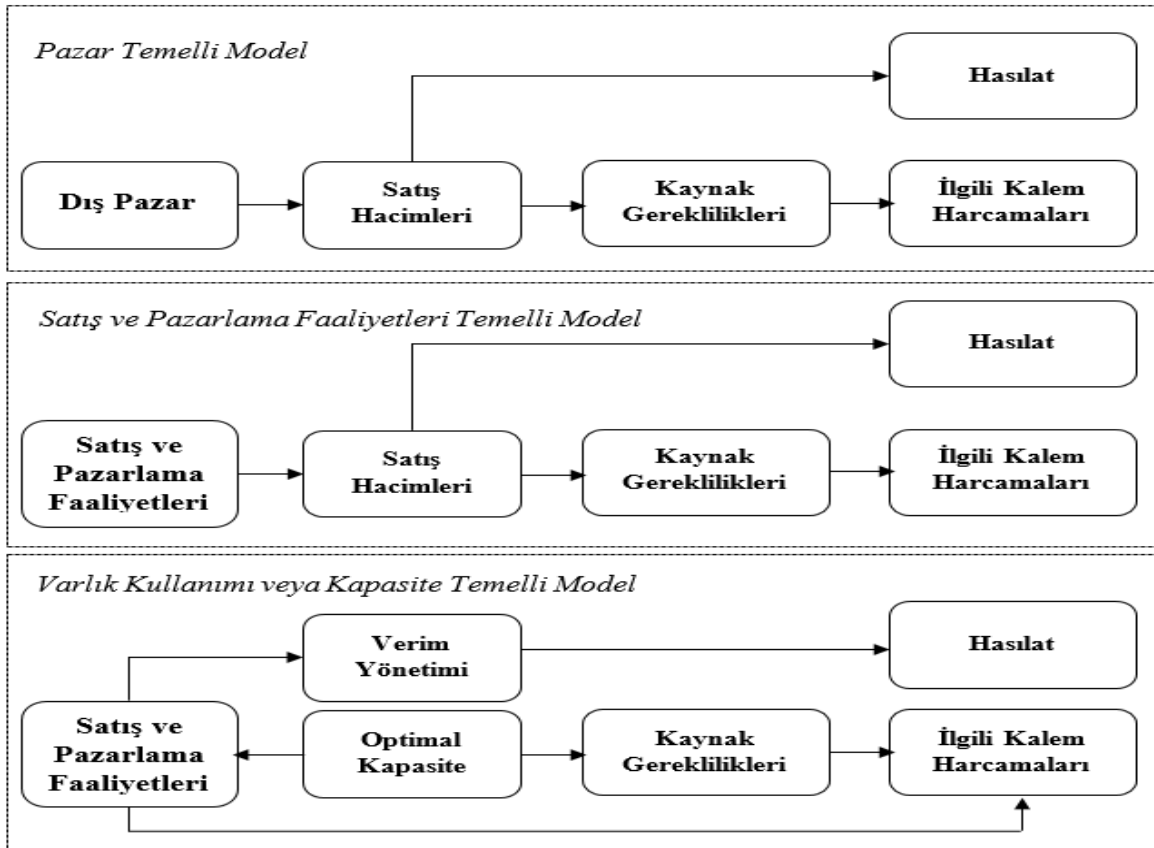 Pazar Temelli Model
Hasılat
Dış Pazar
Satış
Hacimleri
Kaynak
Gereklilikleri
İlgili Kalem
Harcamaları
Satış ve Pazarlama Faaliyetleri Temelli Model
Hasılat
Satış ve
Pazarlama
Faaliyetleri
Satış
Hacimleri
Kaynak
Gereklilikleri
İlgili Kalem
Harcamaları
Varlık Kullanımı veya Kapasite Temelli Model
Verim
Yönetimi
Hasılat
Satış ve
Pazarlama
Faaliyetleri
Optimal
Kapasite
Kaynak
Gereklilikleri
İlgili Kalem
Harcamaları